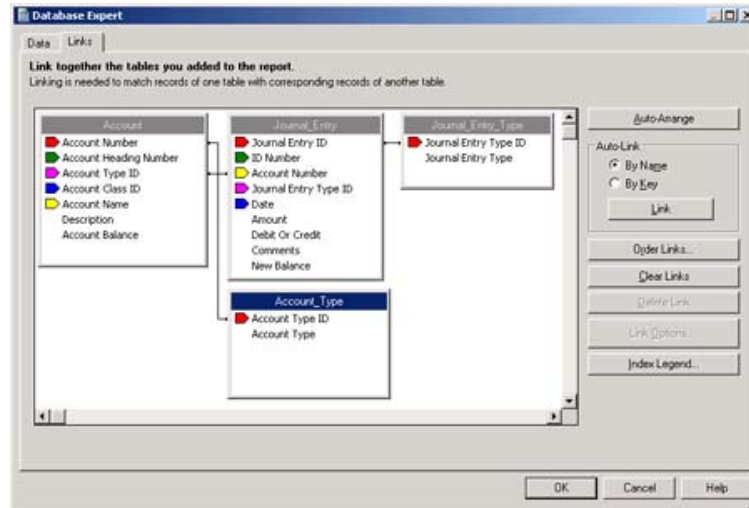 Database Expert
Data
Links
Link together the tables you added to the report.
Linking is needed to match records of one table with corresponding records of another table.
Account
Account Number
Account Heading Number
Account Type ID
Account Class ID
Account Name
Description
Account Balance
Journal_Entry
Journal Entry ID
ID Number
Account Number
Journal Entry Type ID
Date
Amount
Debit Or Credit
Comments
New Balance
Journal_Entry_Type
Journal Entry Type ID
Journal Entry Type
Account_Type
Account Type ID
Account Type
Auto-Arrange
Auto-Link
By Name
By Key
Link
Order Links...
Clear Links
Delete Link
Link Options...
Index Legend...
OK
Cancel
Help